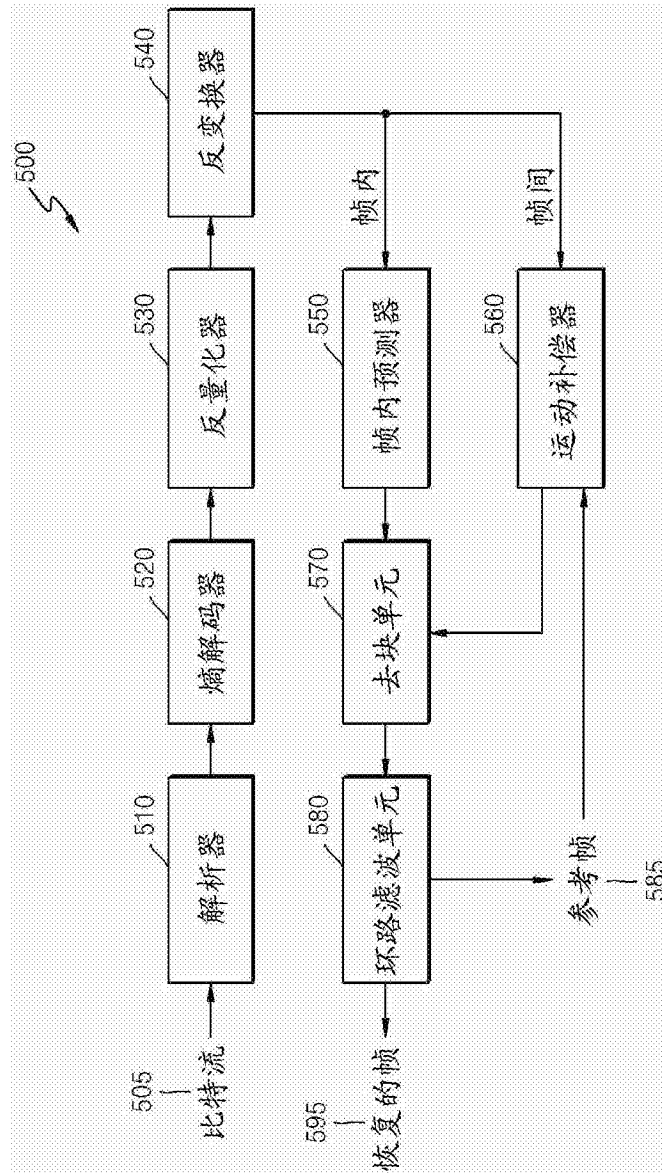 500
505
比特流
510
解析器
520
熵解码器
530
反量化器
540
反变换器
帧内
帧间
550
帧内预测器
560
运动补偿器
570
去块单元
580
环路滤波单元
参考帧
585
595
恢复的帧